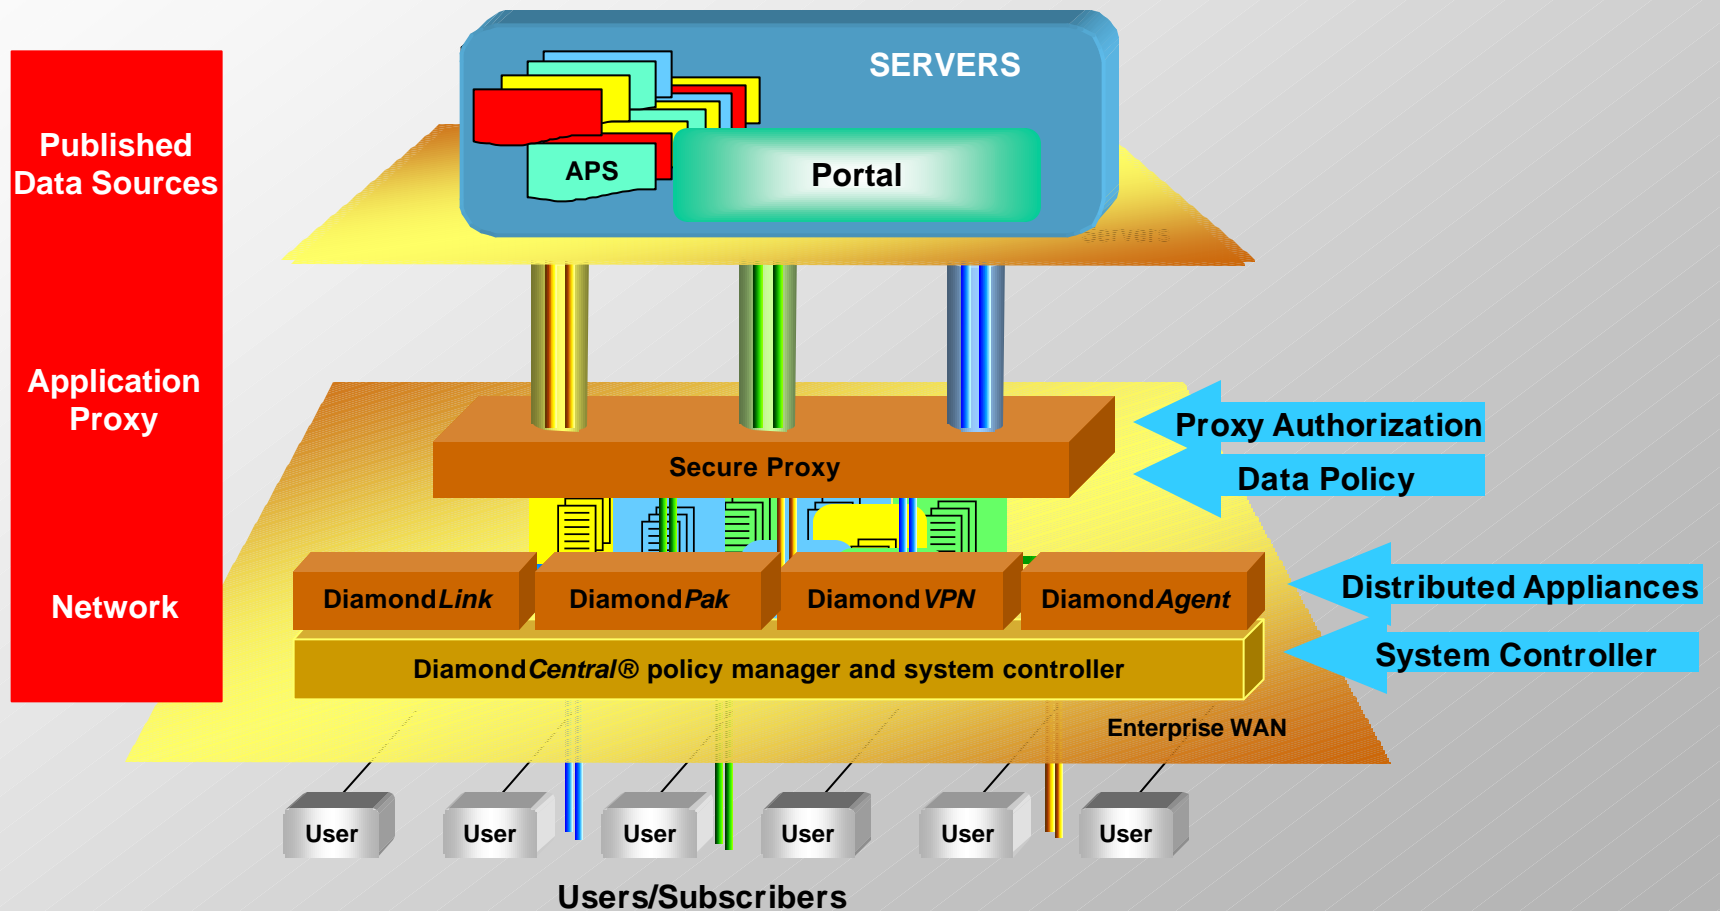 SERVERS
APS
Portal
Servers
Published
Data Sources
Application
Proxy
Network
Proxy Authorization
Secure Proxy
Data Policy
DiamondLink
DiamondPak
DiamondVPN
DiamondAgent
Distributed Appliances
DiamondCentral® policy manager and system controller
System Controller
Enterprise WAN
User
User
User
User
User
User
Users/Subscribers